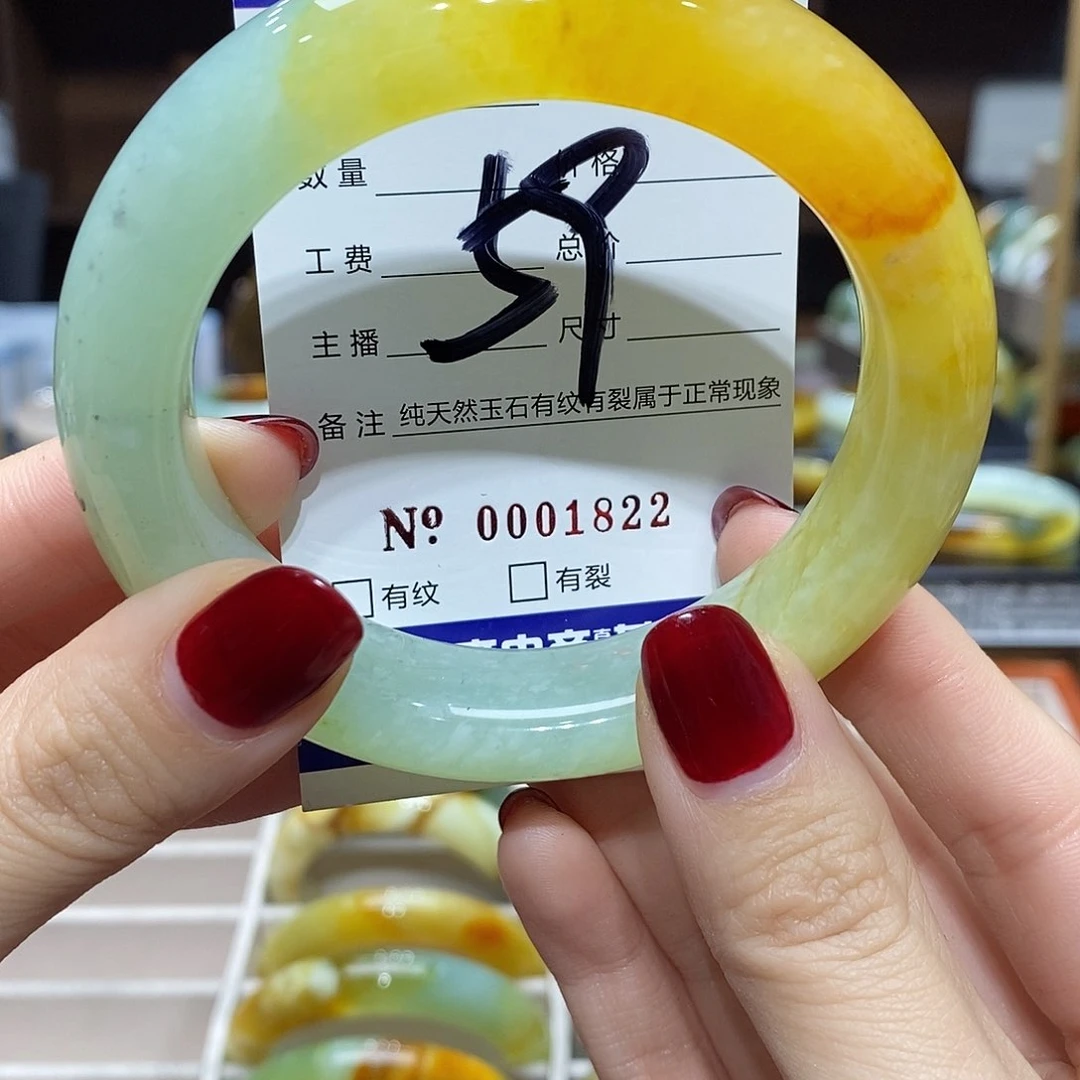 数量 价格
59
工费 总价
主播 尺寸
备注 纯天然玉石有纹有裂属于正常现象
Nº 0001822
有纹 有裂